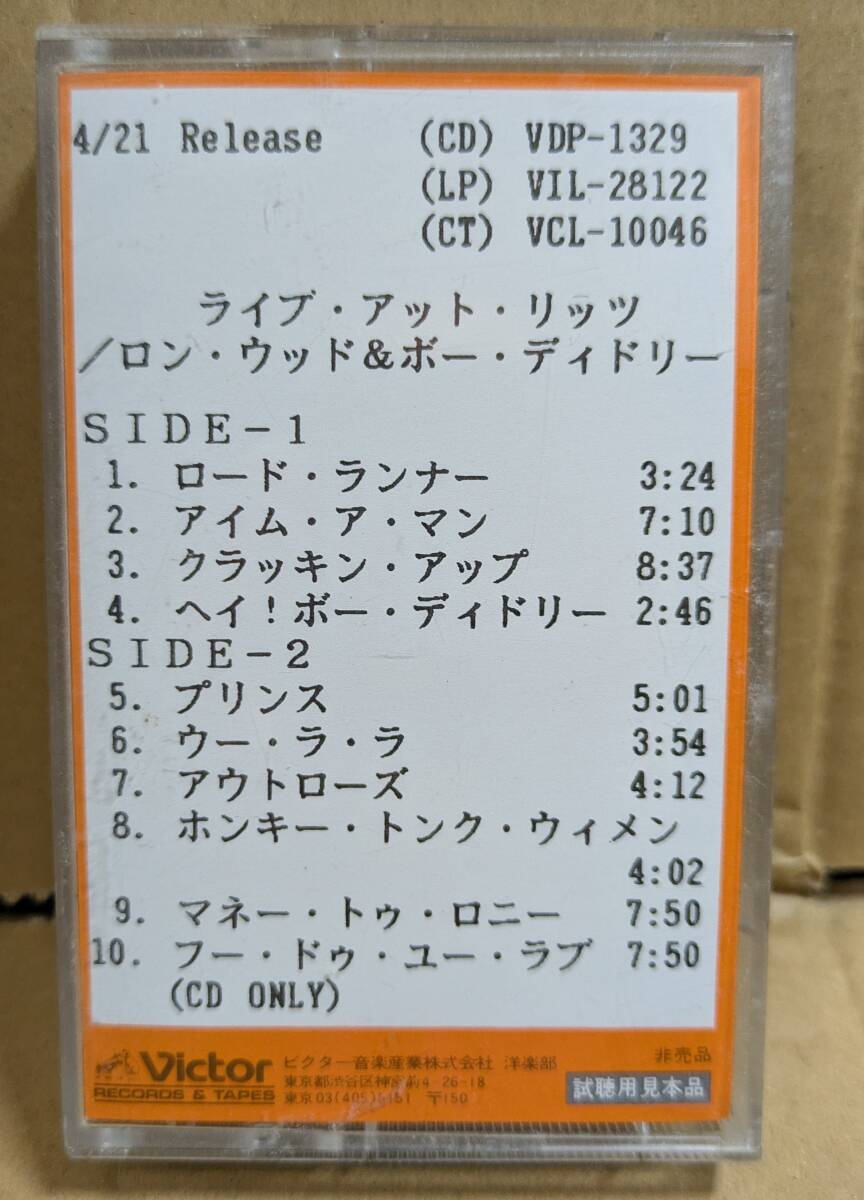 4/21 Release (CD) VDP-1329
(LP) VIL-28122
(CT) VCL-10046
ライブ・アット・リッツ
/ロン・ウッド&ボー・ディドリー
SIDE-1
1. ロード・ランナー 3:24
2. アイム・ア・マン 7:10
3. クラッキン・アップ 8:37
4. ヘイ!ボー・ディドリー 2:46
SIDE-2
5. プリンス 5:01
6. ウー・ラ・ラ 3:54
7. アウトローズ 4:12
8. ホンキー・トンク・ウィメン
4:02
9. マネー・トゥ・ロニー 7:50
10. フー・ドゥ・ユー・ラブ 7:50
(CD ONLY)
Victor
RECORDS & TAPES
ビクター音楽産業株式会社 洋楽部 非売品
東京都渋谷区神宮前4-26-18
東京03(405)5151 〒150
試聴用見本品